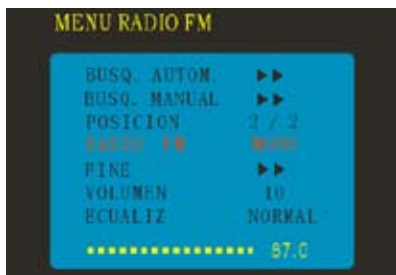 MENU RADIO FM
BUSQ. AUTOM. ▶▶
BUSQ. MANUAL ▶▶
POSICION 2 / 2
RADIO FM MONO
FINE ▶▶
VOLUMEN 10
ECUALIZ NORMAL
87.0